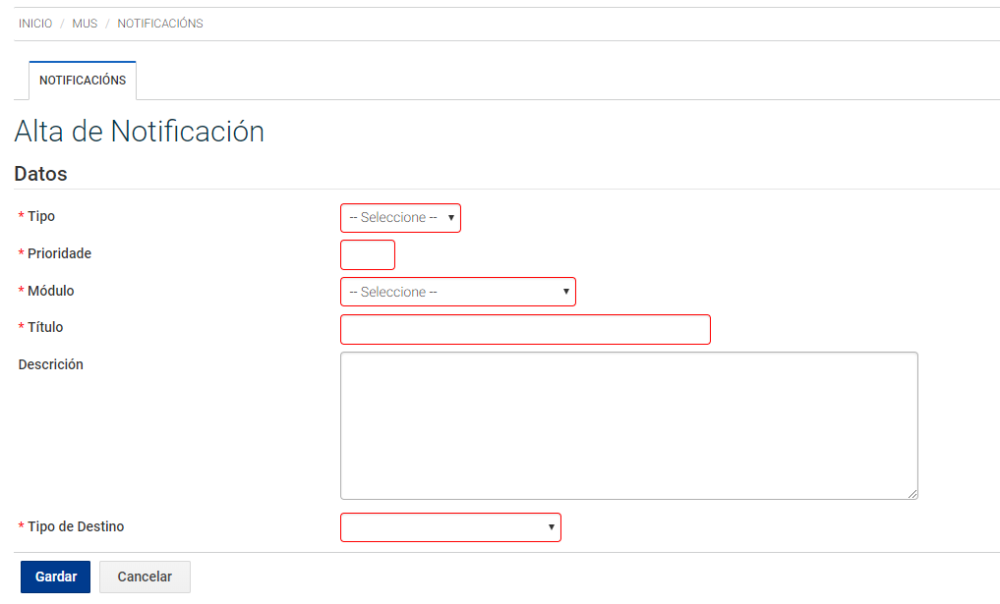 INICIO / MUS / NOTIFICACIÓNS
NOTIFICACIÓNS
Alta de Notificación
Datos
* Tipo -- Seleccione --
* Prioridade
* Módulo -- Seleccione --
* Título
Descrición
* Tipo de Destino
Gardar Cancelar